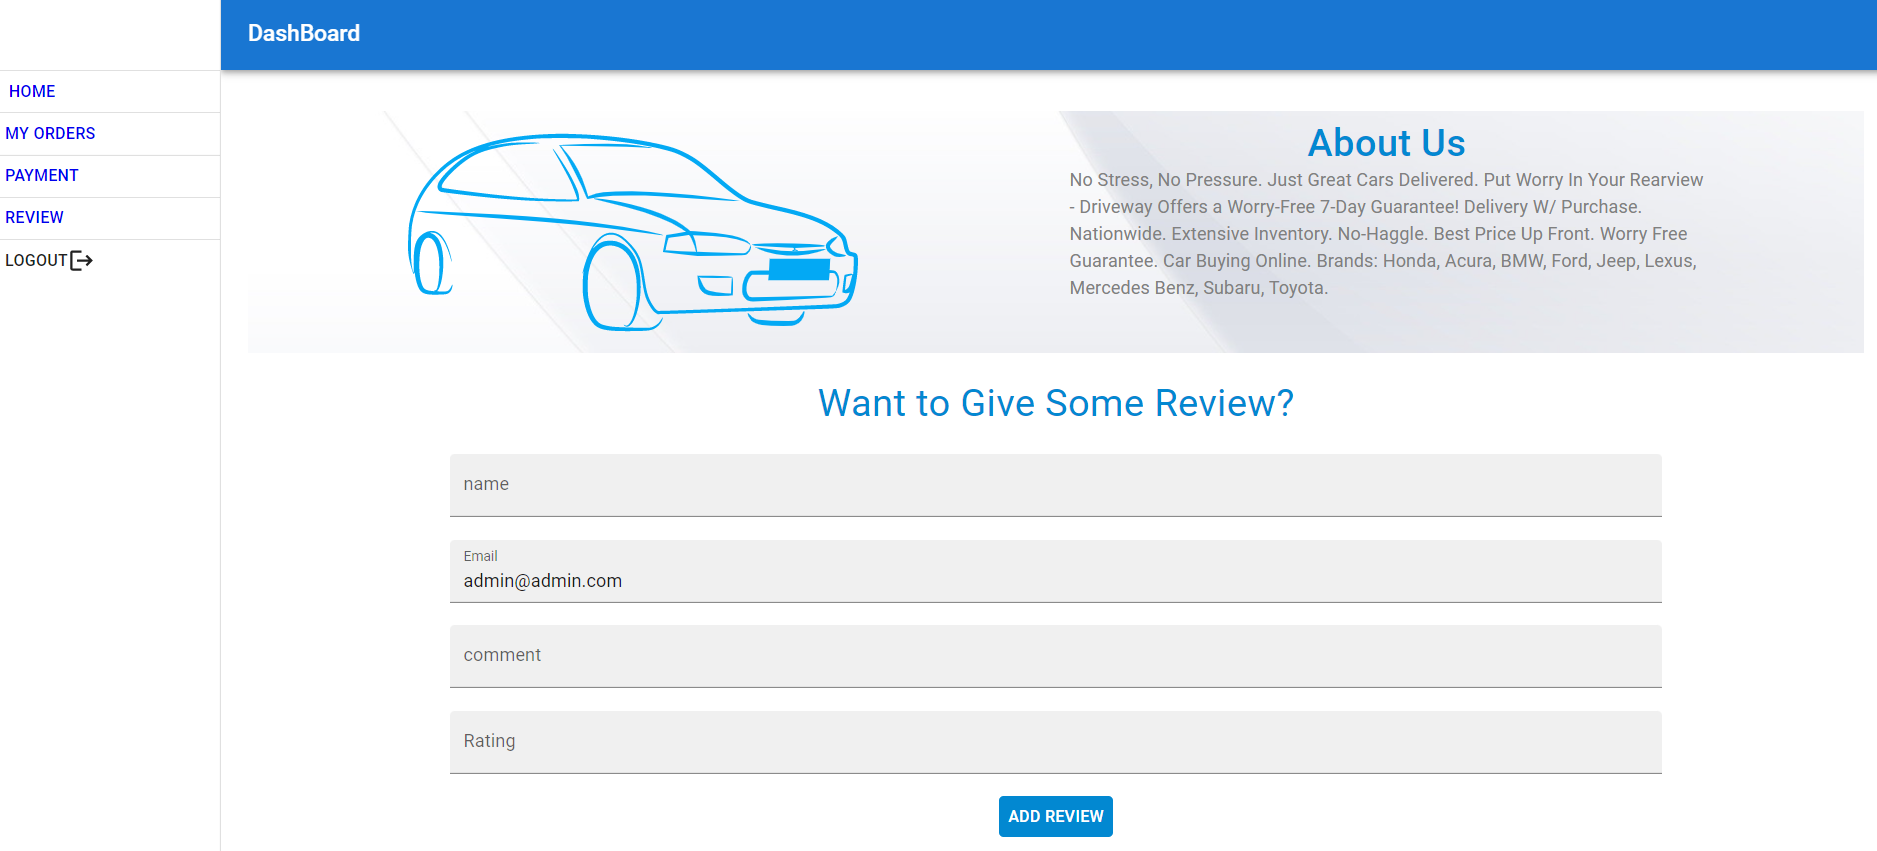 DashBoard
HOME
MY ORDERS
PAYMENT
REVIEW
LOGOUT
About Us
No Stress, No Pressure. Just Great Cars Delivered. Put Worry In Your Rearview
- Driveway Offers a Worry-Free 7-Day Guarantee! Delivery W/ Purchase.
Nationwide. Extensive Inventory. No-Haggle. Best Price Up Front. Worry Free
Guarantee. Car Buying Online. Brands: Honda, Acura, BMW, Ford, Jeep, Lexus,
Mercedes Benz, Subaru, Toyota.
Want to Give Some Review?
name
Email
admin@admin.com
comment
Rating
ADD REVIEW